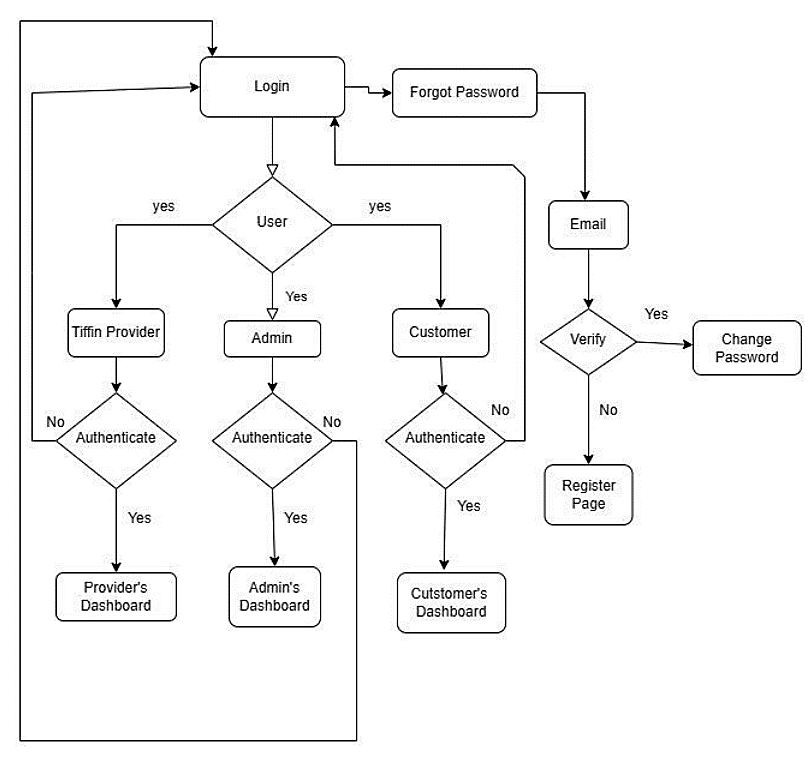 Login
Forgot Password
yes
User
yes
Email
Yes
Tiffin Provider
Admin
Customer
Yes
Verify
Change
Password
No
Authenticate
No
Authenticate
No
Authenticate
No
Yes
Yes
Yes
Register
Page
Provider's
Dashboard
Admin's
Dashboard
Cutstomer's
Dashboard